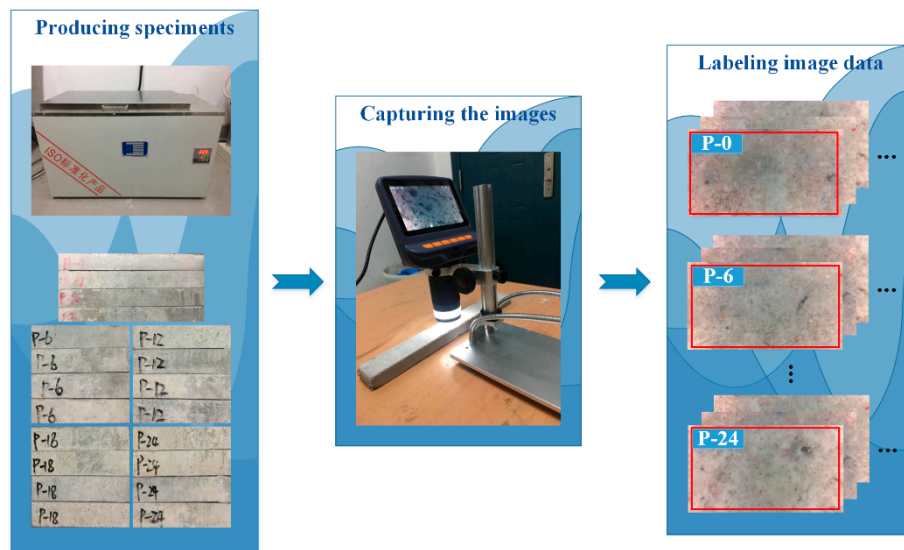 Producing speciments
ISO标准化产品
P-6
P-6
P-6
P-6
P-12
P-12
P-12
P-12
P-18
P-18
P-18
P-18
P-24
P-24
P-24
P-24
Capturing the images
Labeling image data
P-0
...
P-6
...
P-24
...